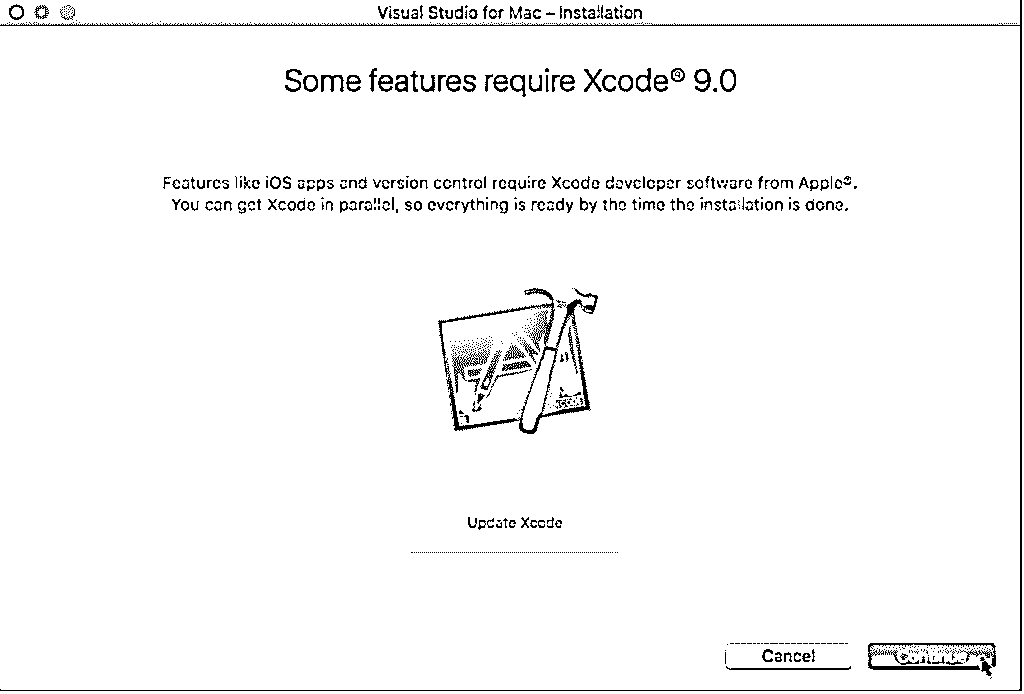 Visual Studio for Mac – Installation
Some features require Xcode® 9.0
Features like iOS apps and version control require Xcode developer software from Apple®.
You can get Xcode in parallel, so everything is ready by the time the installation is done.
Update Xcode
Cancel
Continue